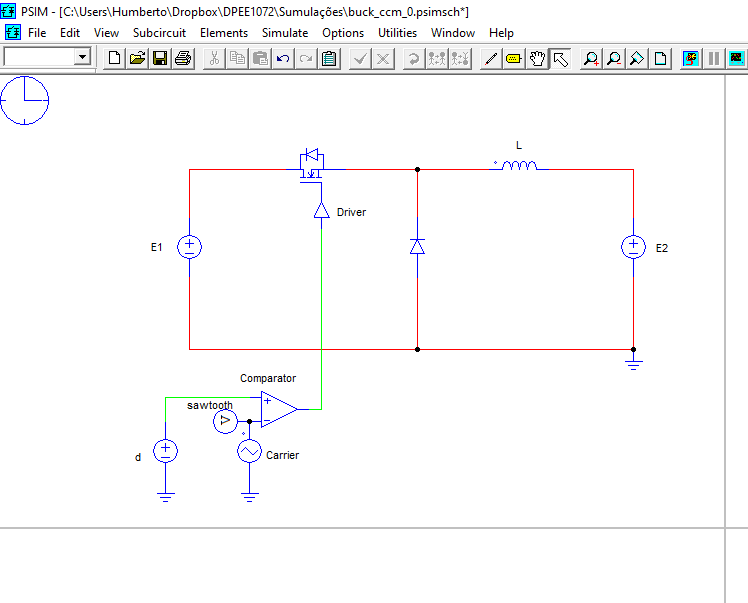 PSIM - [C:\Users\Humberto\Dropbox\DPEE1072\Sumulações\buck_ccm_0.psimsch*]
File Edit View Subcircuit Elements Simulate Options Utilities Window Help
L
Driver
E1
E2
Comparator
sawtooth
V
d
Carrier